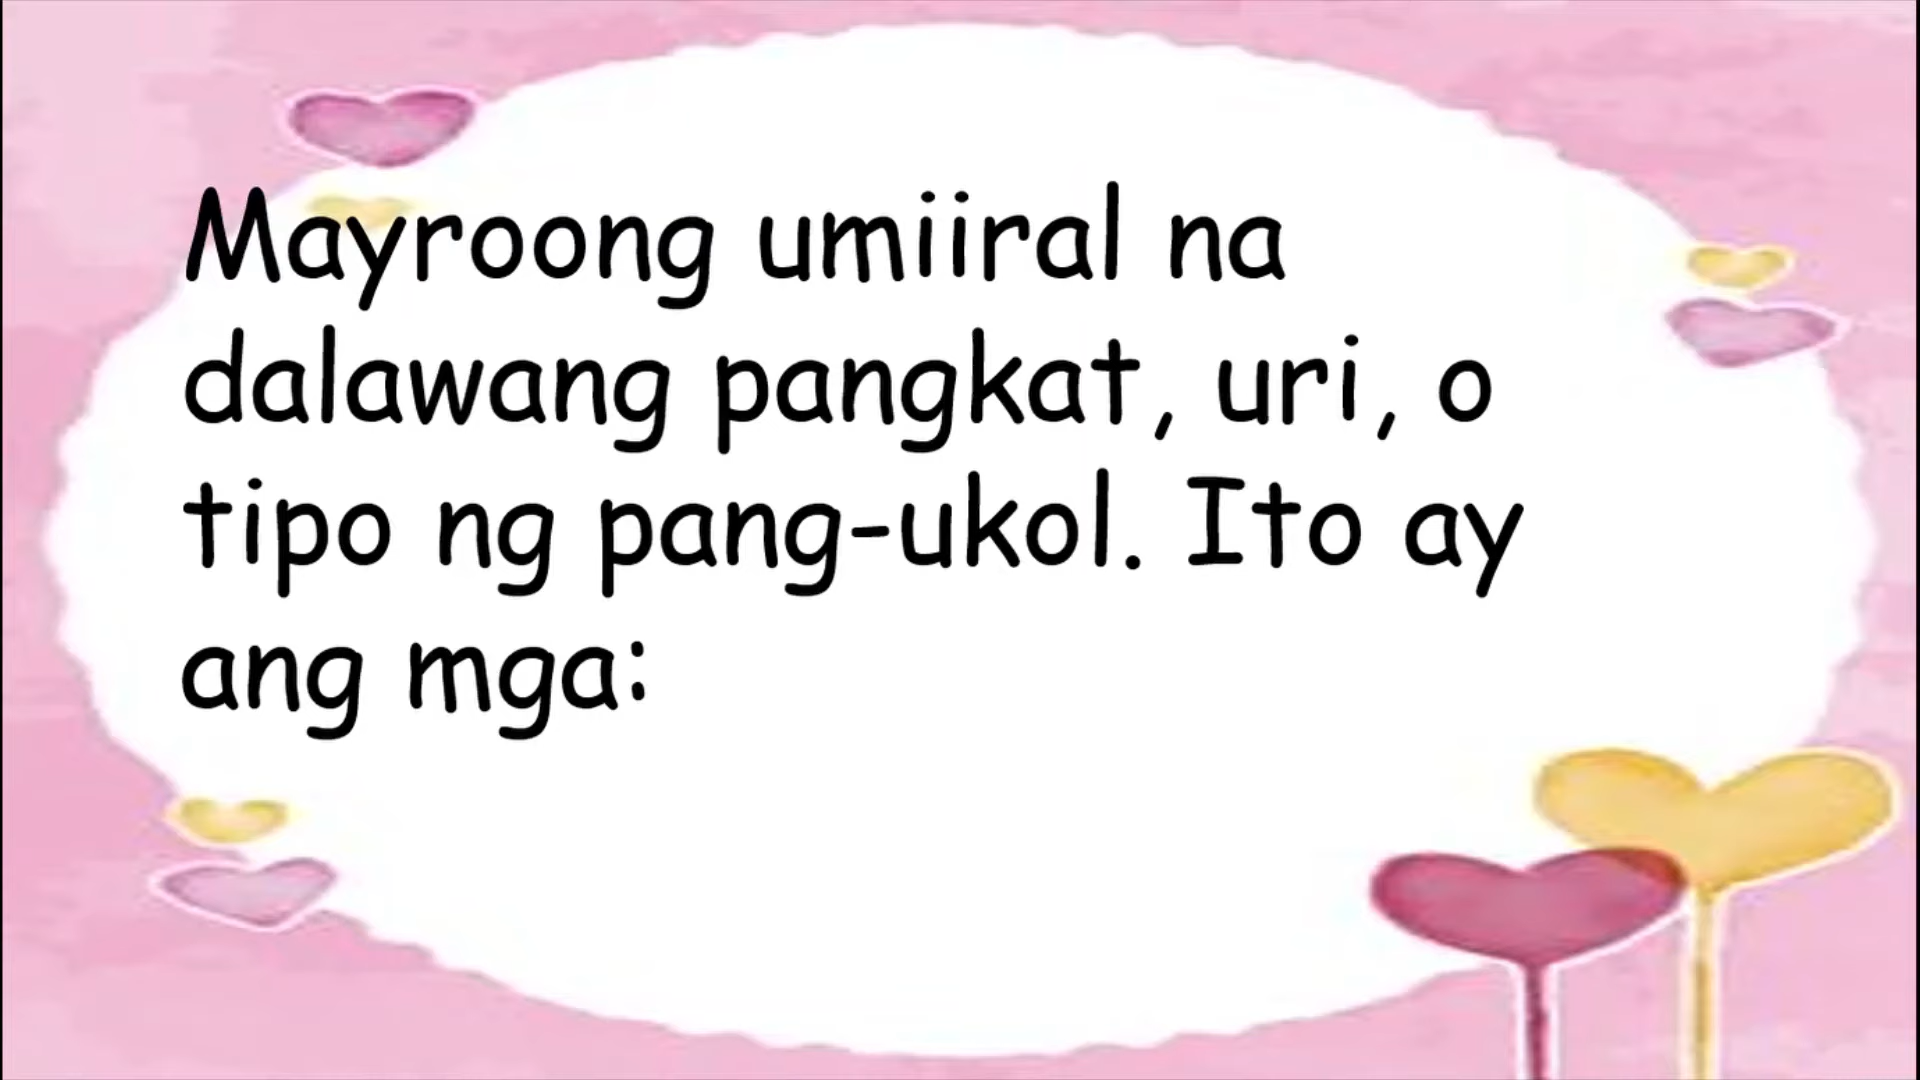 Mayroong umiiral na
dalawang pangkat, uri, o
tipo ng pang-ukol. Ito ay
ang mga: